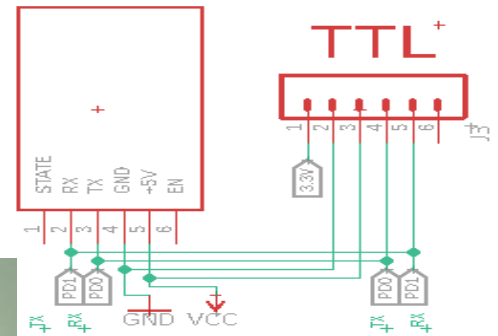 TTL
STATE
RX
TX
GND
+5V
EN
1
2
3
4
5
6
1
2
3
4
5
6
J3
3.3V
PD1
PD0
PD0
PD1
TX
RX
GND
VCC
TX
RX